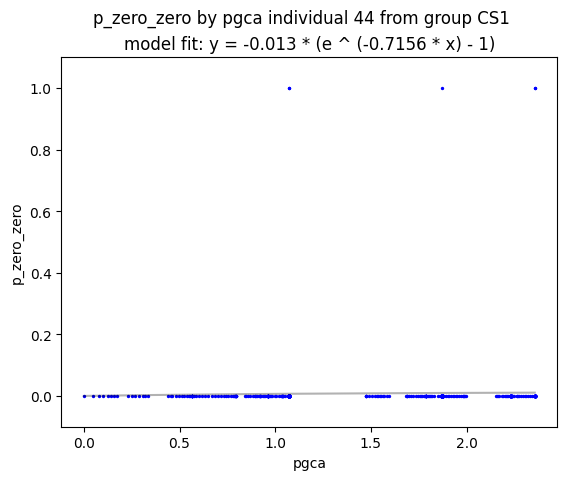 p_zero_zero by pgca individual 44 from group CS1
model fit: y = -0.013 * (e ^ (-0.7156 * x) - 1)
1.0
0.8
0.6
0.4
0.2
0.0
p_zero_zero
0.0 0.5 1.0 1.5 2.0
pgca